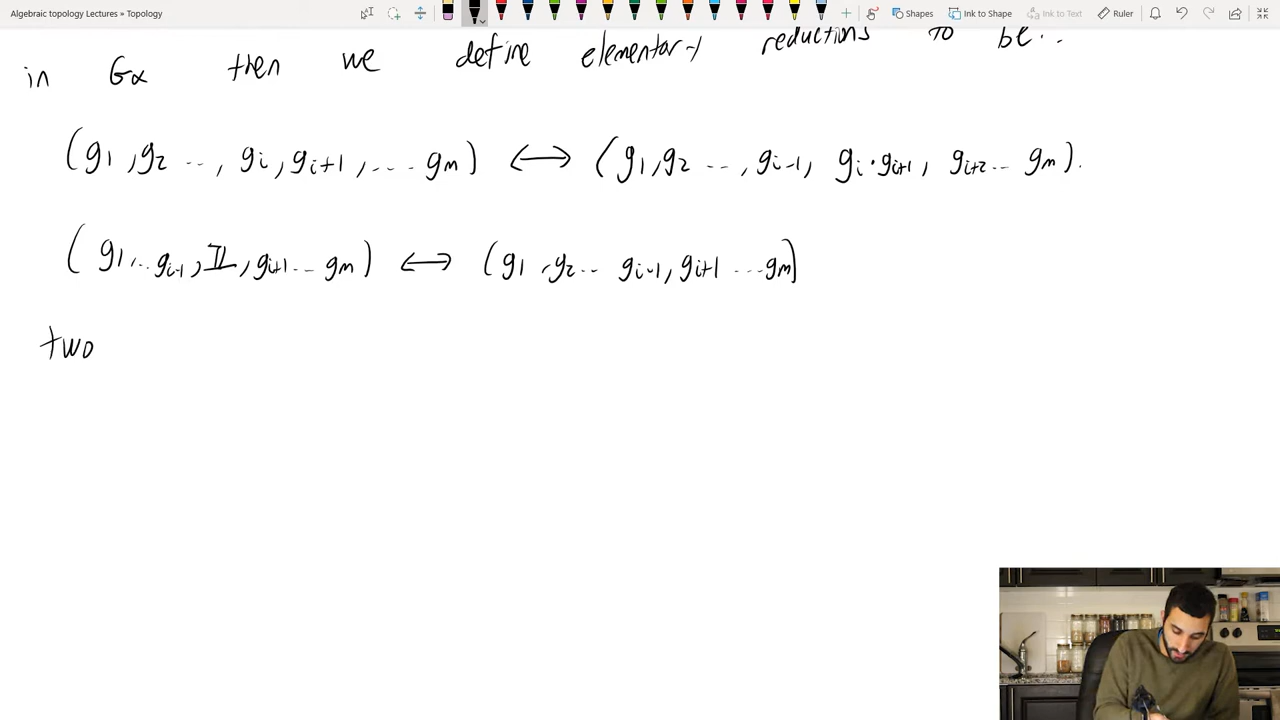 Algebraic topology Lectures – Topology
Shapes Ink to Shape Ink to Text Ruler
in Gα then we define elementary reductions to be...
(g1, g2 ..., gi, gi+1, ... gm) ⟷ (g1, g2 ..., gi-1, gi·gi+1, gi+2 ... gm).
(g1, ... gi-1, 𝟙, gi+1 ... gm) ⟷ (g1, g2 ... gi-1, gi+1 ... gm)
two